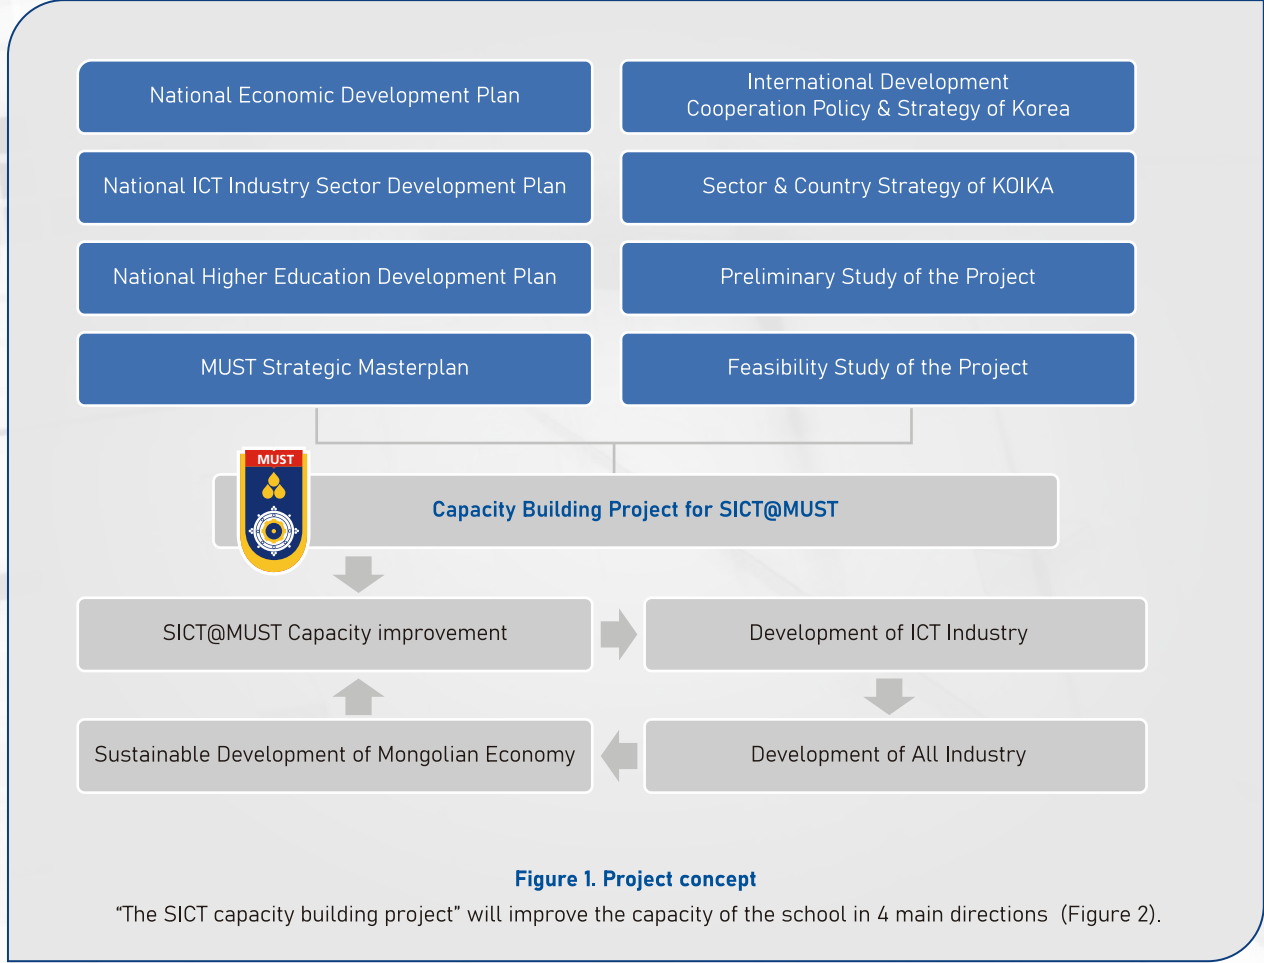 National Economic Development Plan
International Development
Cooperation Policy & Strategy of Korea
National ICT Industry Sector Development Plan
Sector & Country Strategy of KOIKA
National Higher Education Development Plan
Preliminary Study of the Project
MUST Strategic Masterplan
Feasibility Study of the Project
MUST
Capacity Building Project for SICT@MUST
SICT@MUST Capacity improvement
Development of ICT Industry
Sustainable Development of Mongolian Economy
Development of All Industry
Figure 1. Project concept
“The SICT capacity building project” will improve the capacity of the school in 4 main directions (Figure 2).